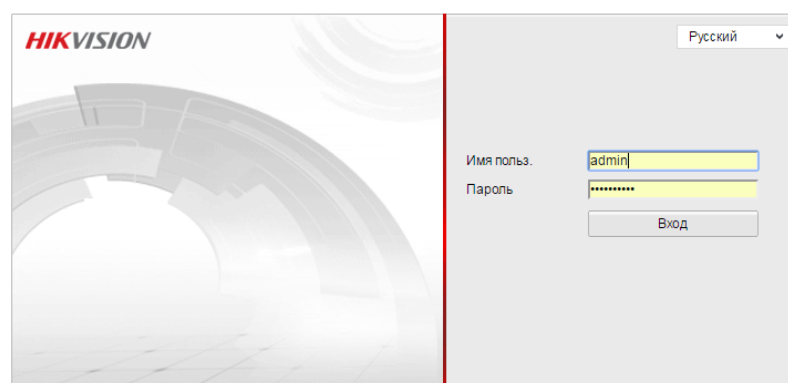 HIKVISION
Русский
Имя польз.
admin
Пароль
••••••••••
Вход